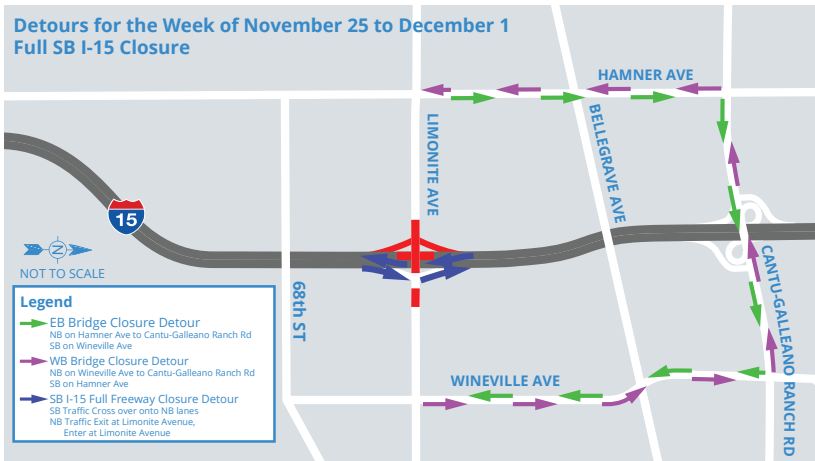 Detours for the Week of November 25 to December 1
Full SB I-15 Closure
HAMNER AVE
LIMONITE AVE
BELLEGRAVE AVE
15
N
NOT TO SCALE
68th ST
CANTU-GALLEANO RANCH RD
WINEVILLE AVE
Legend
EB Bridge Closure Detour
NB on Hamner Ave to Cantu-Galleano Ranch Rd
SB on Wineville Ave
WB Bridge Closure Detour
NB on Wineville Ave to Cantu-Galleano Ranch Rd
SB on Hamner Ave
SB I-15 Full Freeway Closure Detour
SB Traffic Cross over onto NB lanes
NB Traffic Exit at Limonite Avenue,
Enter at Limonite Avenue